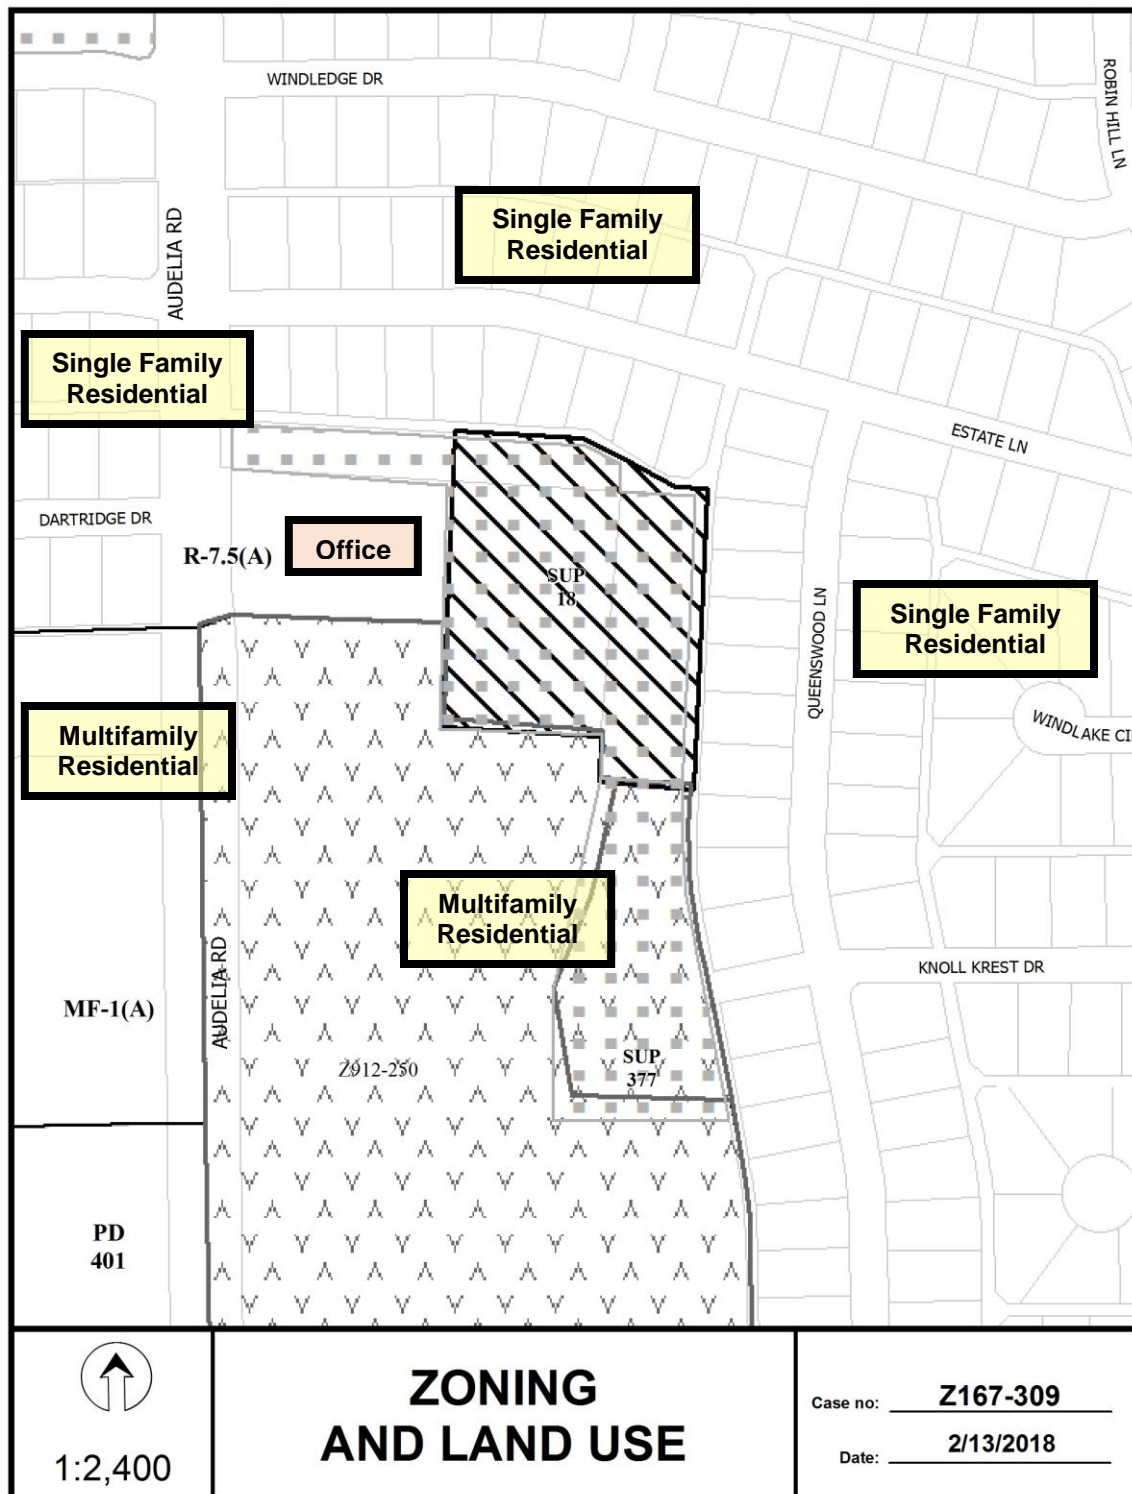 WINDLEDGE DR
ROBIN HILL LN
AUDELIA RD
Single Family
Residential
Single Family
Residential
ESTATE LN
DARTRIDGE DR
R-7.5(A)
Office
SUP
18
QUEENSWOOD LN
Single Family
Residential
WINDLAKE CI
Multifamily
Residential
Multifamily
Residential
AUDELIA RD
KNOLL KREST DR
MF-1(A)
Z912-250
SUP
377
PD
401
1:2,400
ZONING
AND LAND USE
Case no: Z167-309
Date: 2/13/2018